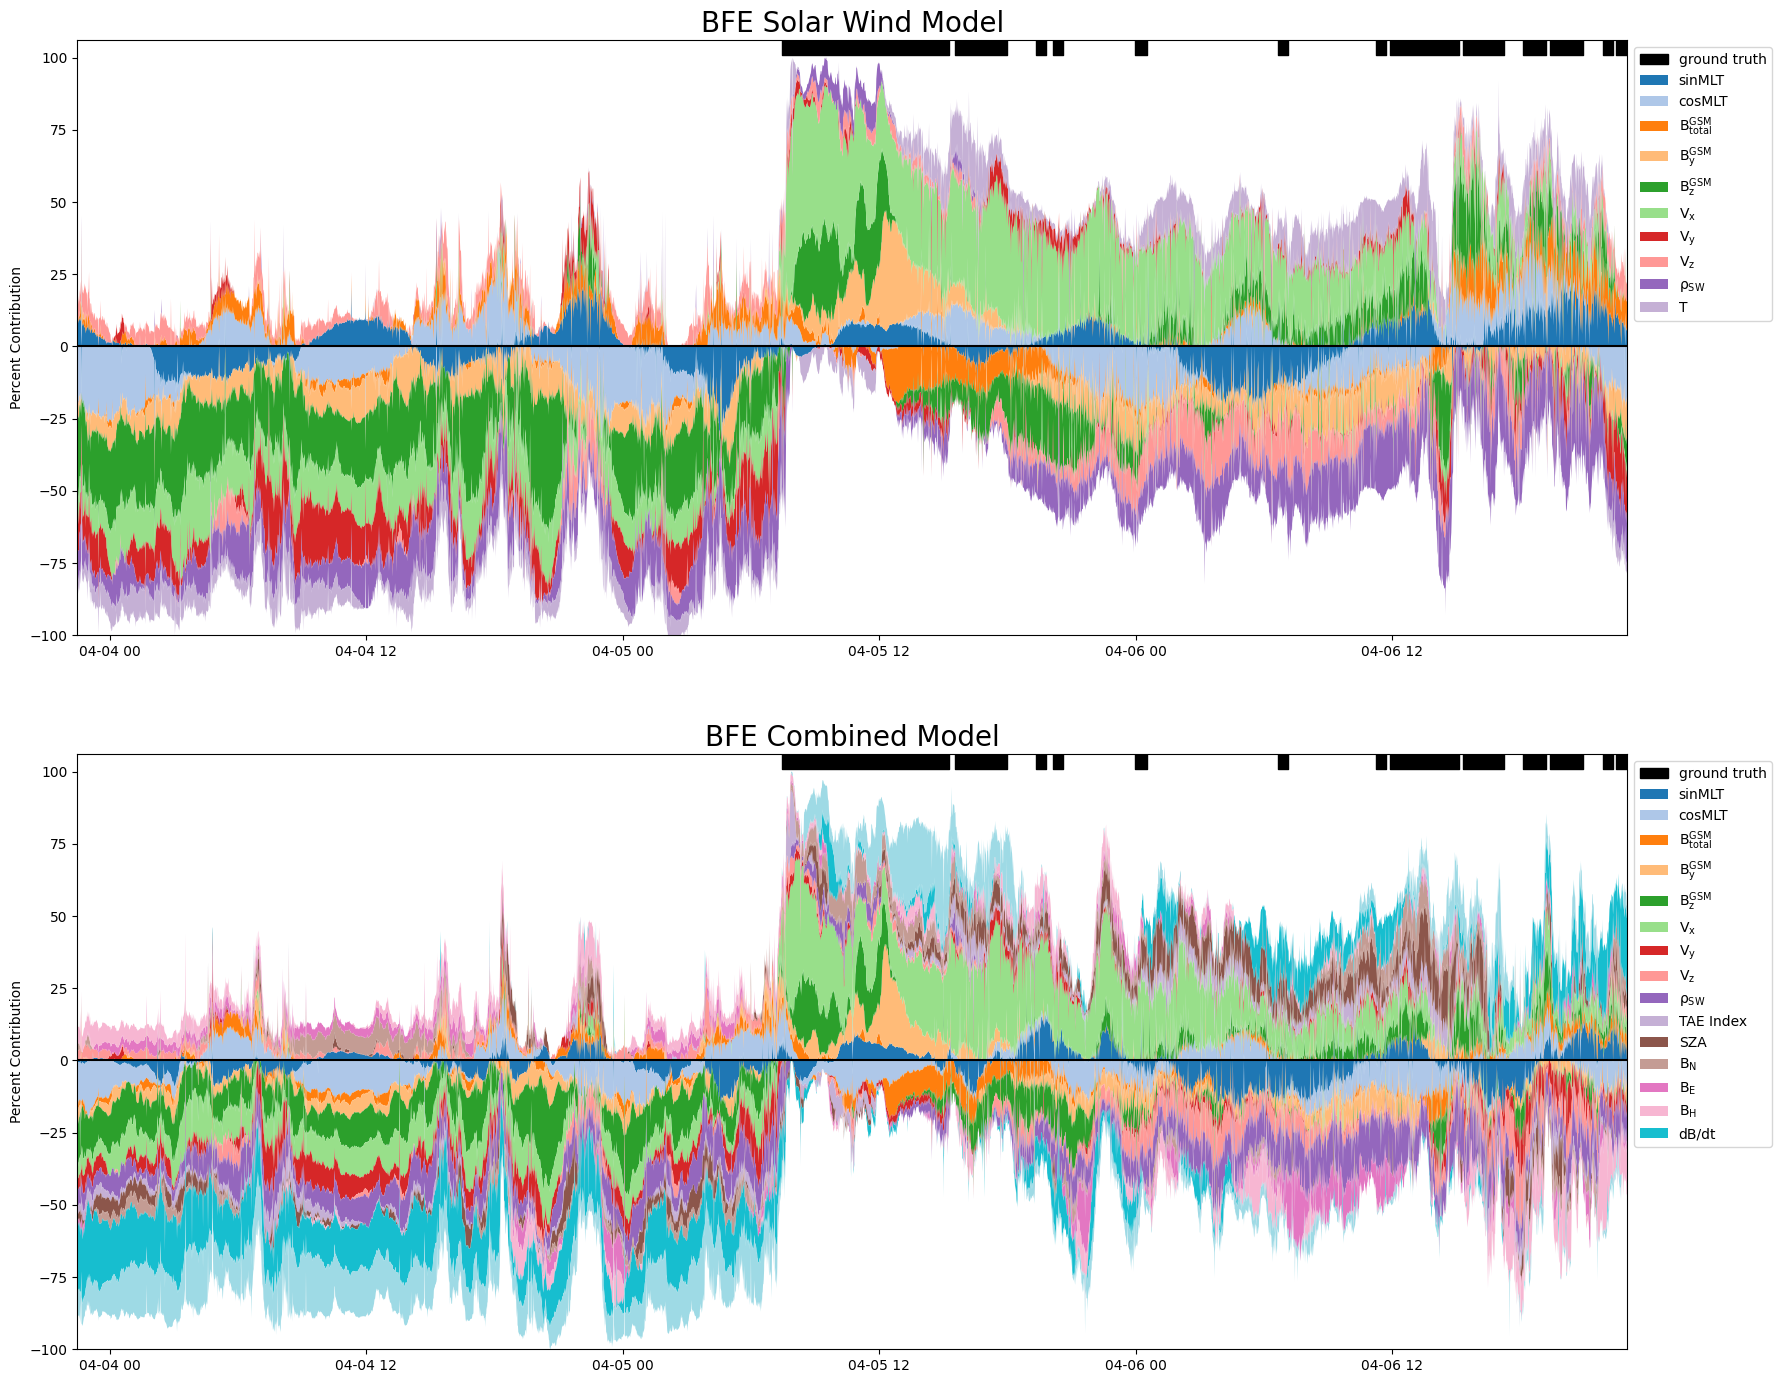 BFE Solar Wind Model
100
75
50
25
0
−25
−50
−75
−100
Percent Contribution
04-04 00
04-04 12
04-05 00
04-05 12
04-06 00
04-06 12
ground truth
sinMLT
cosMLT
B_total^GSM
B_y^GSM
B_z^GSM
V_x
V_y
V_z
ρ_SW
T
BFE Combined Model
100
75
50
25
0
−25
−50
−75
−100
Percent Contribution
04-04 00
04-04 12
04-05 00
04-05 12
04-06 00
04-06 12
ground truth
sinMLT
cosMLT
B_total^GSM
B_y^GSM
B_z^GSM
V_x
V_y
V_z
ρ_SW
TAE Index
SZA
B_N
B_E
B_H
dB/dt